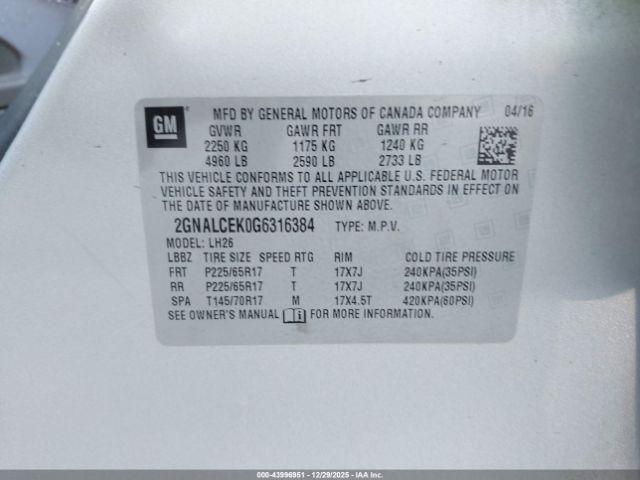 GM
MFD BY GENERAL MOTORS OF CANADA COMPANY 04/16
GVWR GAWR FRT GAWR RR
2250 KG 1175 KG 1240 KG
4960 LB 2590 LB 2733 LB
THIS VEHICLE CONFORMS TO ALL APPLICABLE U.S. FEDERAL MOTOR
VEHICLE SAFETY AND THEFT PREVENTION STANDARDS IN EFFECT ON
THE DATE OF MANUFACTURE SHOWN ABOVE.
2GNALCEK0G6316384 TYPE: M.P.V.
MODEL: LH26
LBBZ TIRE SIZE SPEED RTG RIM COLD TIRE PRESSURE
FRT P225/65R17 T 17X7J 240KPA(35PSI)
RR P225/65R17 T 17X7J 240KPA(35PSI)
SPA T145/70R17 M 17X4.5T 420KPA(60PSI)
SEE OWNER'S MANUAL FOR MORE INFORMATION.
000-43996951 - 12/29/2025 - IAAI.COM